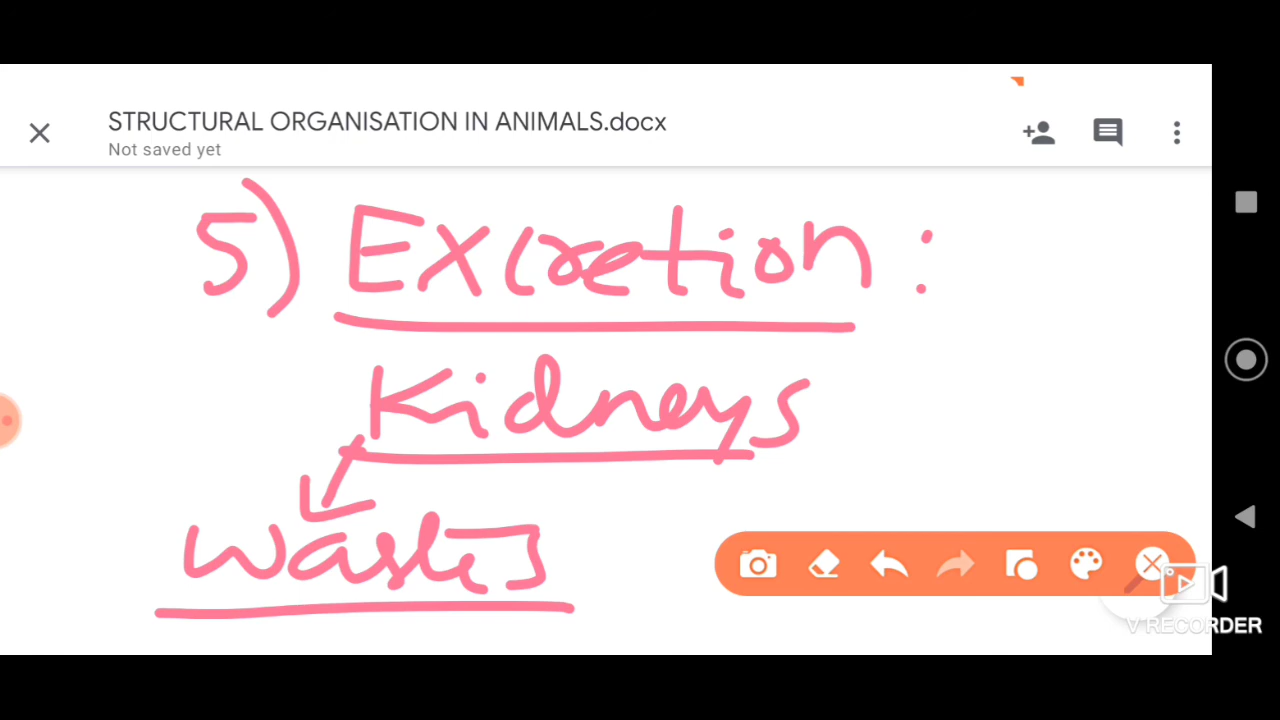 STRUCTURAL ORGANISATION IN ANIMALS.docx
Not saved yet
5) Excretion :
Kidneys
Wastes
V RECORDER